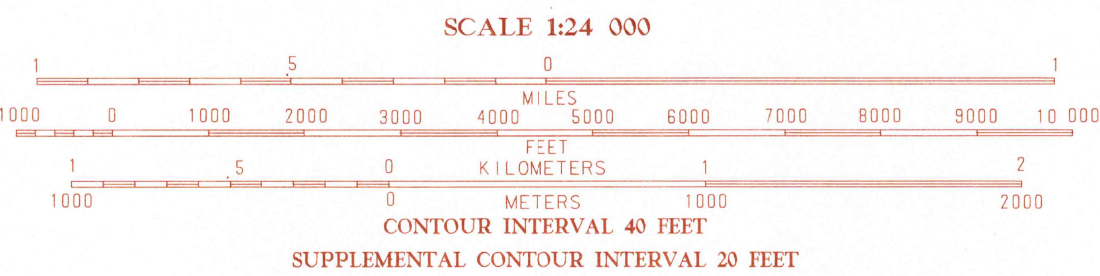 SCALE 1:24 000
1 .5 0 1
MILES
1000 0 1000 2000 3000 4000 5000 6000 7000 8000 9000 10 000
FEET
1 .5 0 KILOMETERS 1 2
1000 0 METERS 1000 2000
CONTOUR INTERVAL 40 FEET
SUPPLEMENTAL CONTOUR INTERVAL 20 FEET